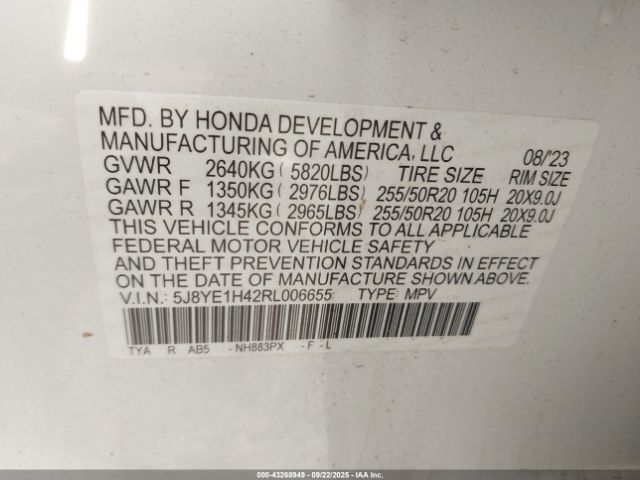 MFD. BY HONDA DEVELOPMENT &
MANUFACTURING OF AMERICA, LLC 08/'23
GVWR 2640KG (5820LBS) TIRE SIZE RIM SIZE
GAWR F 1350KG (2976LBS) 255/50R20 105H 20X9.0J
GAWR R 1345KG (2965LBS) 255/50R20 105H 20X9.0J
THIS VEHICLE CONFORMS TO ALL APPLICABLE
FEDERAL MOTOR VEHICLE SAFETY
AND THEFT PREVENTION STANDARDS IN EFFECT
ON THE DATE OF MANUFACTURE SHOWN ABOVE.
V.I.N.: 5J8YE1H42RL006655 TYPE: MPV
TYA R AB5 -NH883PX -F-L
000-43268949 - 09/22/2025 - IAA Inc.